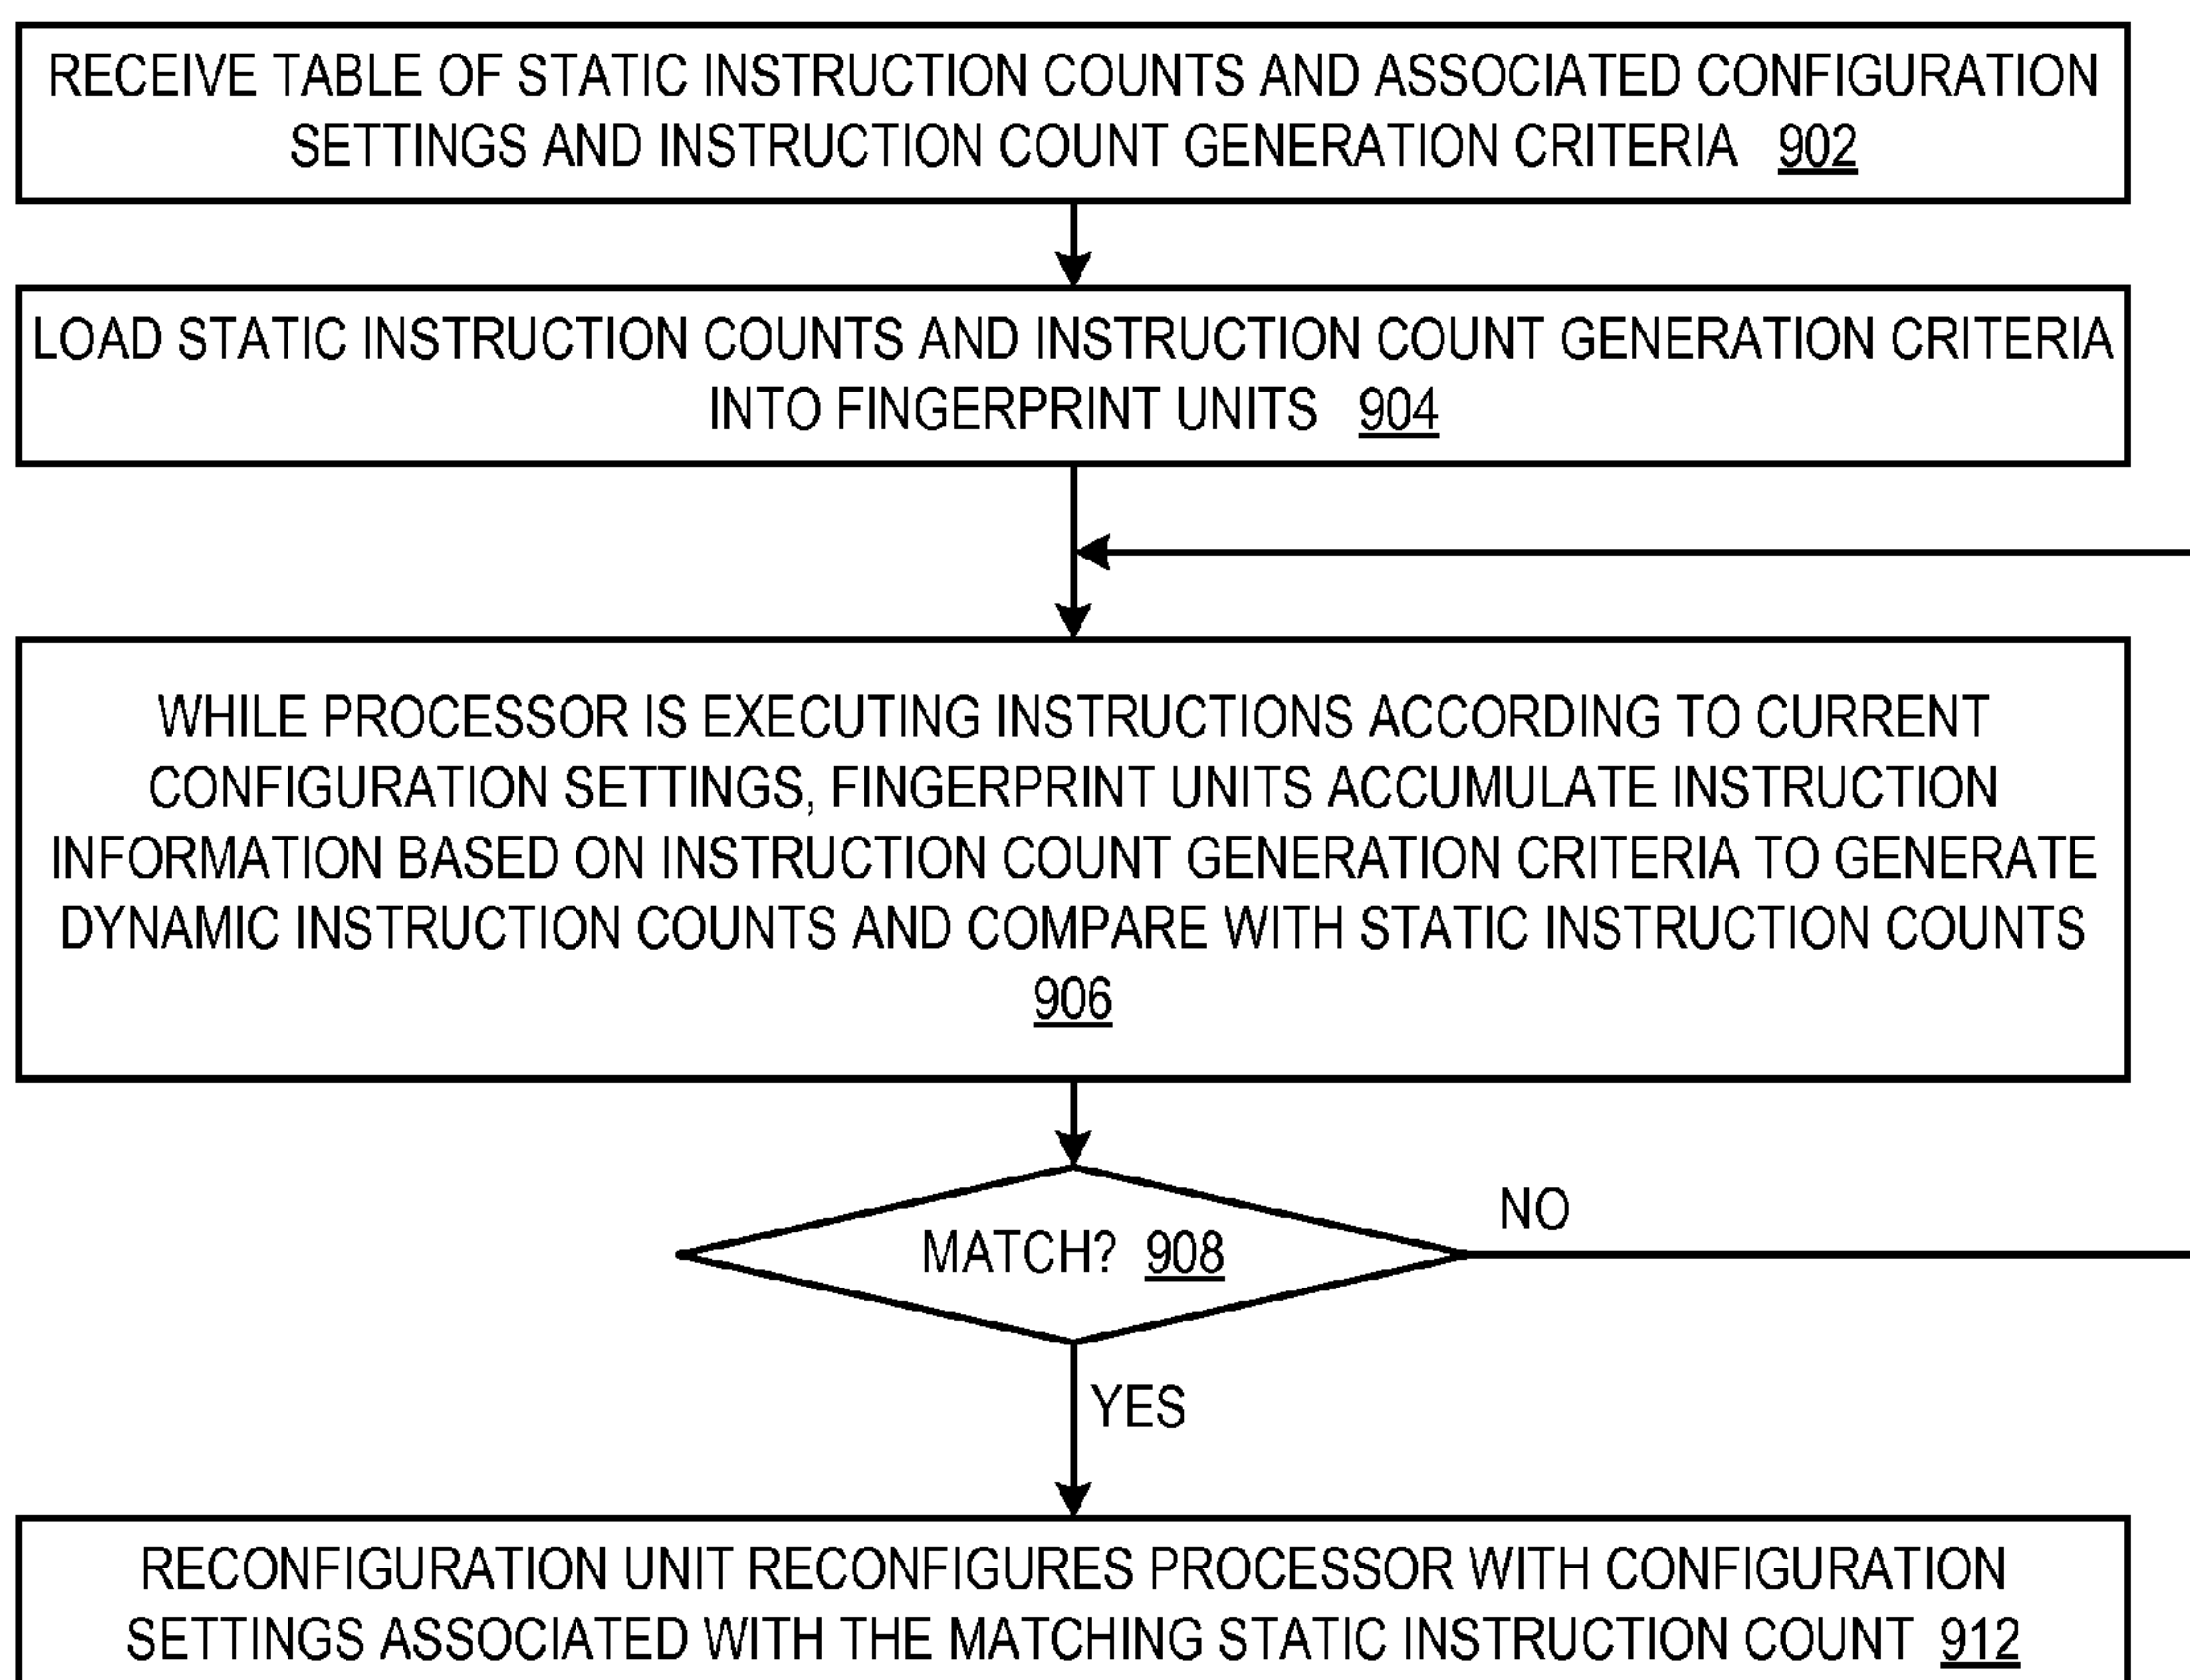 RECEIVE TABLE OF STATIC INSTRUCTION COUNTS AND ASSOCIATED CONFIGURATION
SETTINGS AND INSTRUCTION COUNT GENERATION CRITERIA 902
LOAD STATIC INSTRUCTION COUNTS AND INSTRUCTION COUNT GENERATION CRITERIA
INTO FINGERPRINT UNITS 904
WHILE PROCESSOR IS EXECUTING INSTRUCTIONS ACCORDING TO CURRENT
CONFIGURATION SETTINGS, FINGERPRINT UNITS ACCUMULATE INSTRUCTION
INFORMATION BASED ON INSTRUCTION COUNT GENERATION CRITERIA TO GENERATE
DYNAMIC INSTRUCTION COUNTS AND COMPARE WITH STATIC INSTRUCTION COUNTS
906
NO
MATCH? 908
YES
RECONFIGURATION UNIT RECONFIGURES PROCESSOR WITH CONFIGURATION
SETTINGS ASSOCIATED WITH THE MATCHING STATIC INSTRUCTION COUNT 912